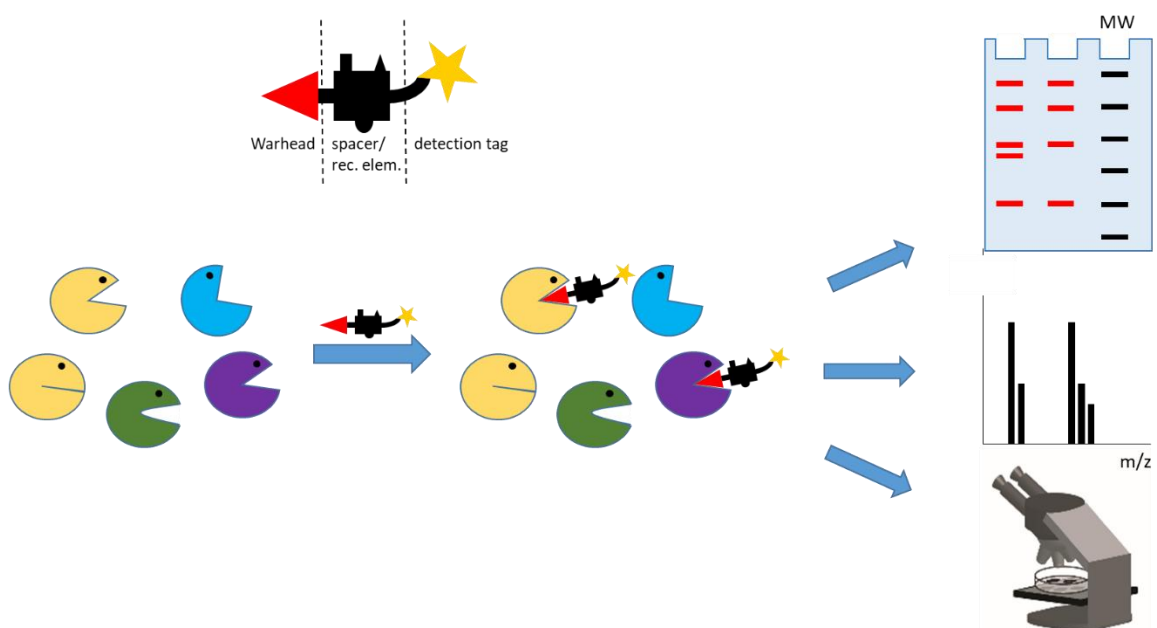 MW
Warhead
spacer/
rec. elem.
detection tag
m/z